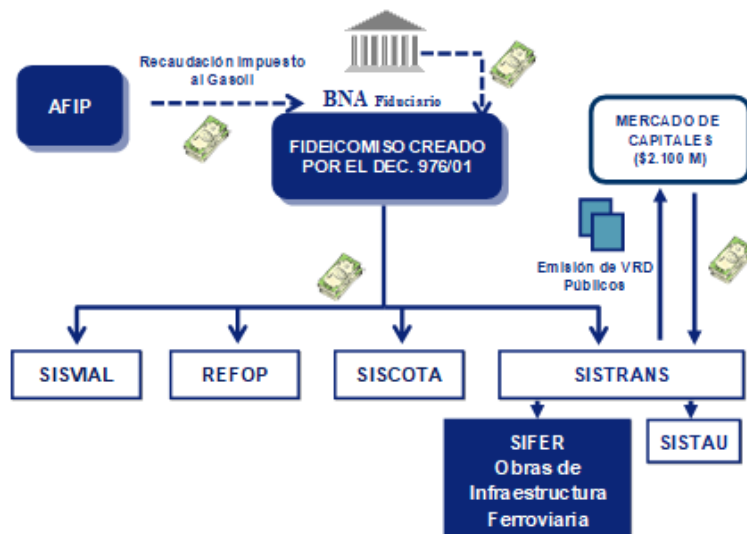 Recaudación Impuesto
al Gasoil
AFIP
BNA Fiduciario
FIDEICOMISO CREADO
POR EL DEC. 976/01
MERCADO DE
CAPITALES
($2.100 M)
Emisión de VRD
Públicos
SISVIAL
REFOP
SISCOTA
SISTRANS
SIFER
Obras de
Infraestructura
Ferroviaria
SISTAU